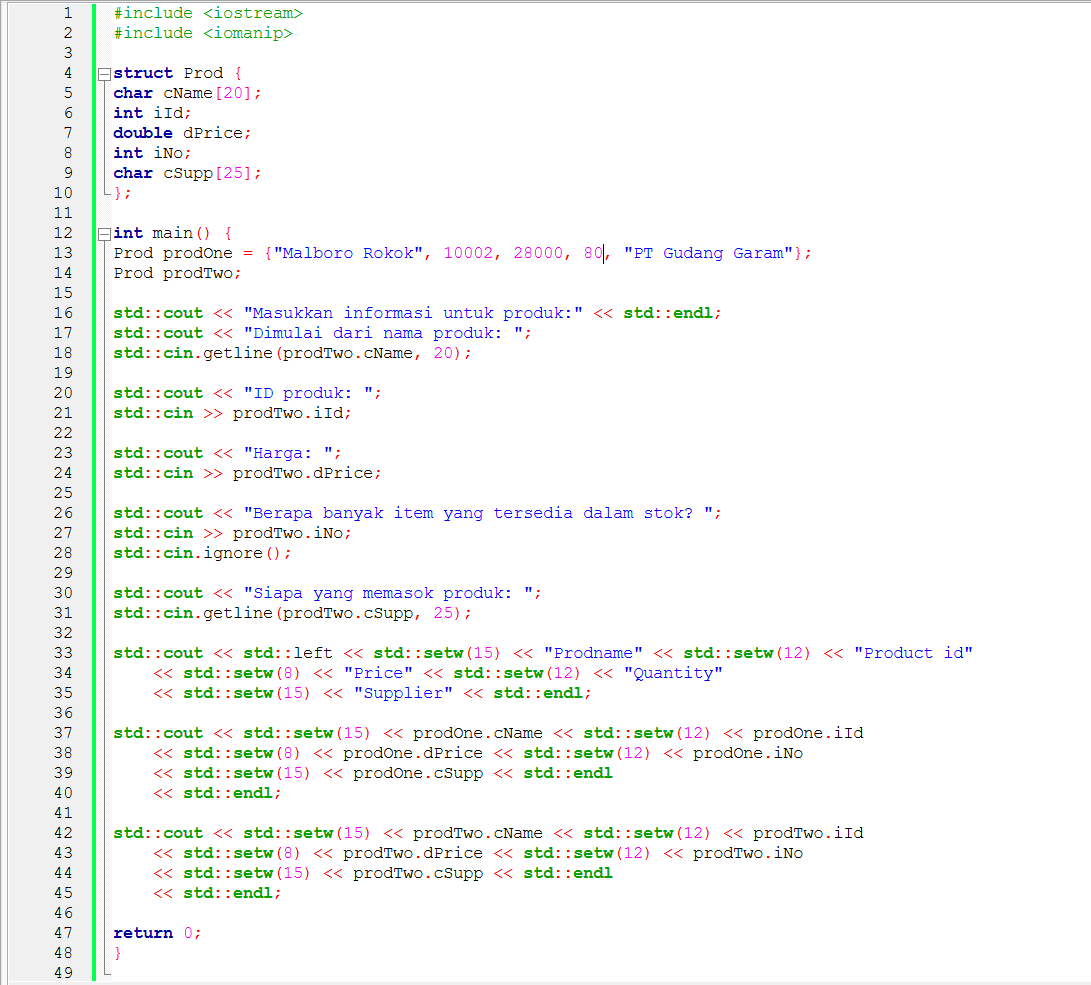 1 #include <iostream>
2 #include <iomanip>
3
4 struct Prod {
5 char cName[20];
6 int iId;
7 double dPrice;
8 int iNo;
9 char cSupp[25];
10 };
11
12 int main() {
13 Prod prodOne = {"Malboro Rokok", 10002, 28000, 80, "PT Gudang Garam"};
14 Prod prodTwo;
15
16 std::cout << "Masukkan informasi untuk produk:" << std::endl;
17 std::cout << "Dimulai dari nama produk: ";
18 std::cin.getline(prodTwo.cName, 20);
19
20 std::cout << "ID produk: ";
21 std::cin >> prodTwo.iId;
22
23 std::cout << "Harga: ";
24 std::cin >> prodTwo.dPrice;
25
26 std::cout << "Berapa banyak item yang tersedia dalam stok? ";
27 std::cin >> prodTwo.iNo;
28 std::cin.ignore();
29
30 std::cout << "Siapa yang memasok produk: ";
31 std::cin.getline(prodTwo.cSupp, 25);
32
33 std::cout << std::left << std::setw(15) << "Prodname" << std::setw(12) << "Product id"
34     << std::setw(8) << "Price" << std::setw(12) << "Quantity"
35     << std::setw(15) << "Supplier" << std::endl;
36
37 std::cout << std::setw(15) << prodOne.cName << std::setw(12) << prodOne.iId
38     << std::setw(8) << prodOne.dPrice << std::setw(12) << prodOne.iNo
39     << std::setw(15) << prodOne.cSupp << std::endl
40     << std::endl;
41
42 std::cout << std::setw(15) << prodTwo.cName << std::setw(12) << prodTwo.iId
43     << std::setw(8) << prodTwo.dPrice << std::setw(12) << prodTwo.iNo
44     << std::setw(15) << prodTwo.cSupp << std::endl
45     << std::endl;
46
47 return 0;
48 }
49